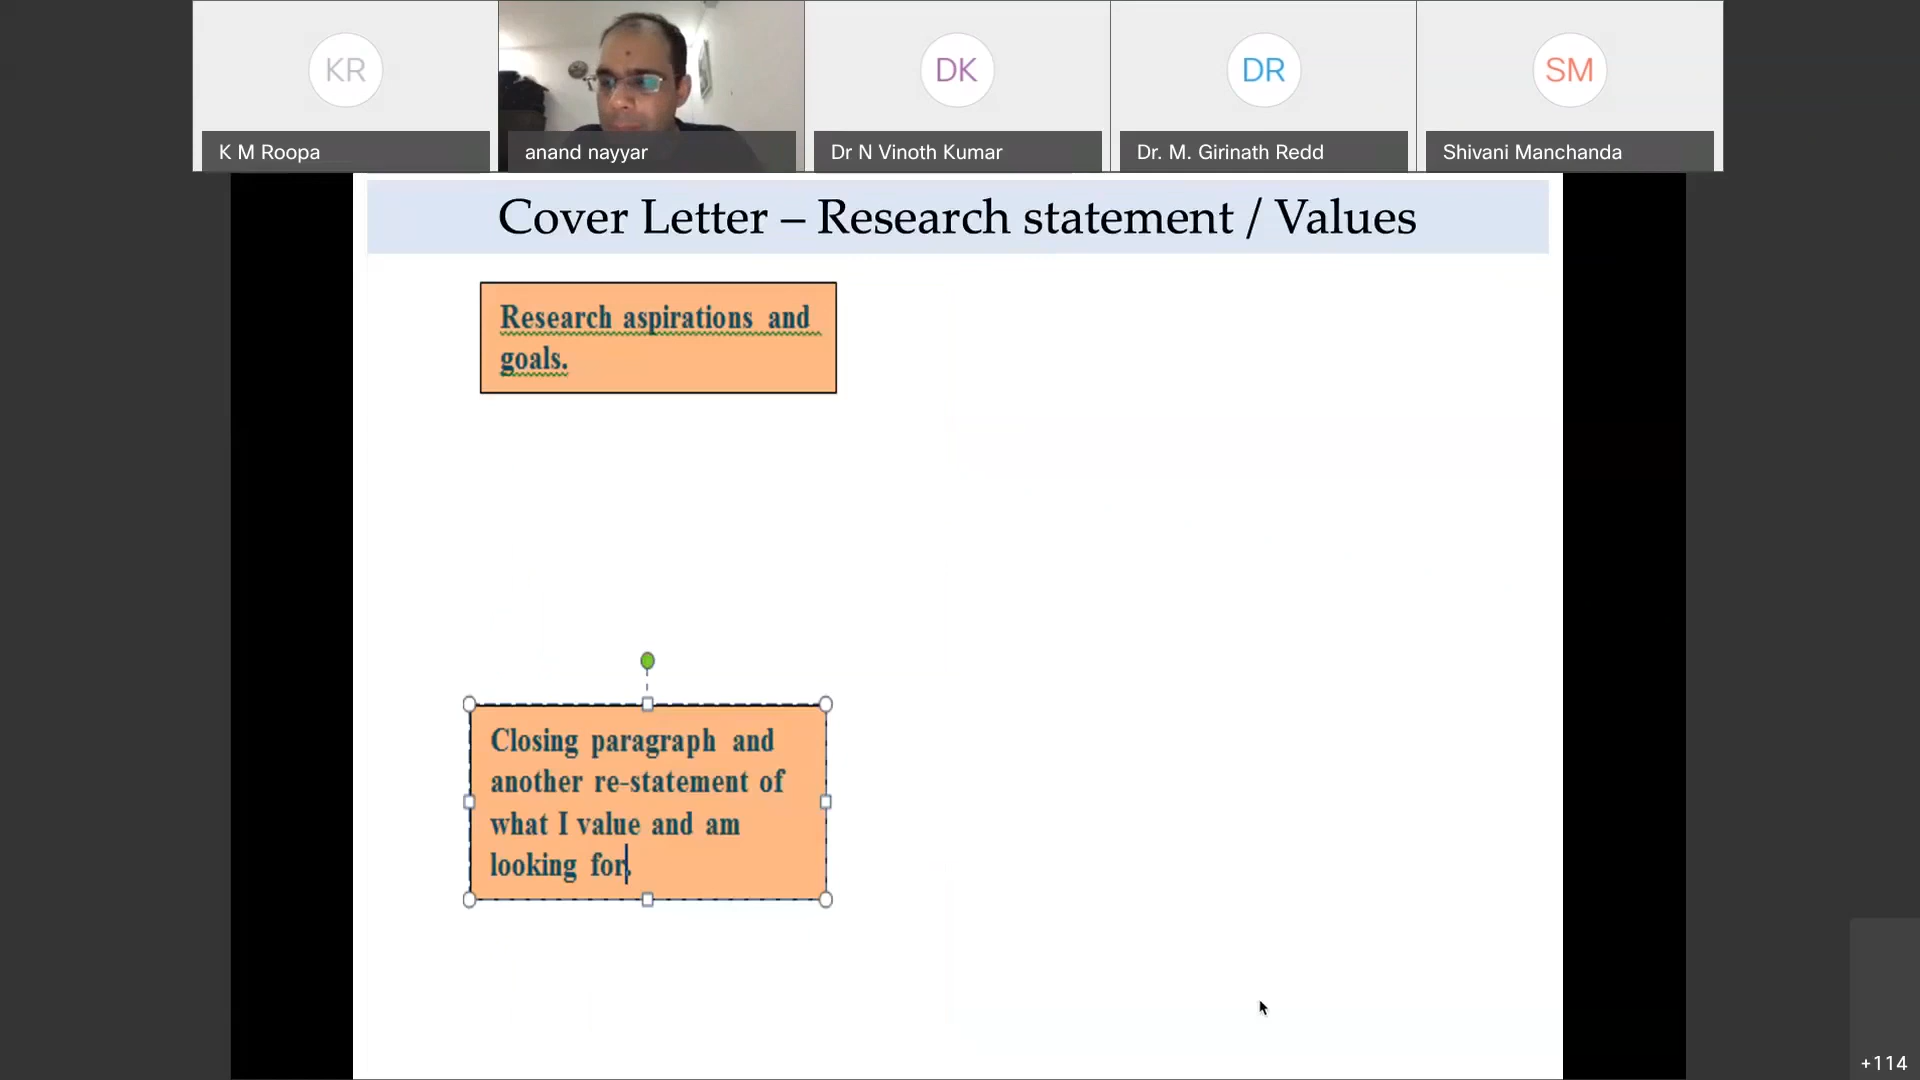 KR
DK
DR
SM
K M Roopa
anand nayyar
Dr N Vinoth Kumar
Dr. M. Girinath Redd
Shivani Manchanda
Cover Letter – Research statement / Values
Research aspirations and
goals.
Closing paragraph and
another re-statement of
what I value and am
looking for.
+114